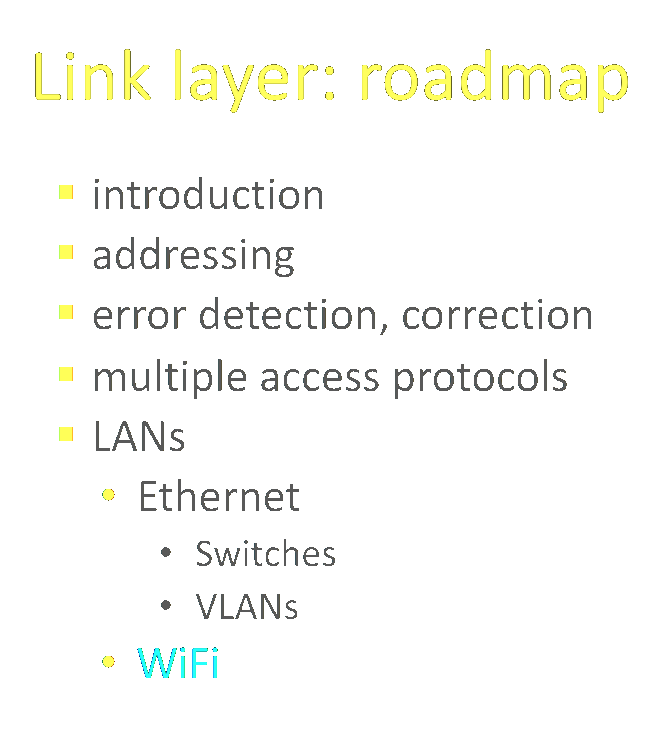 Link layer: roadmap
introduction
addressing
error detection, correction
multiple access protocols
LANs
Ethernet
Switches
VLANs
WiFi